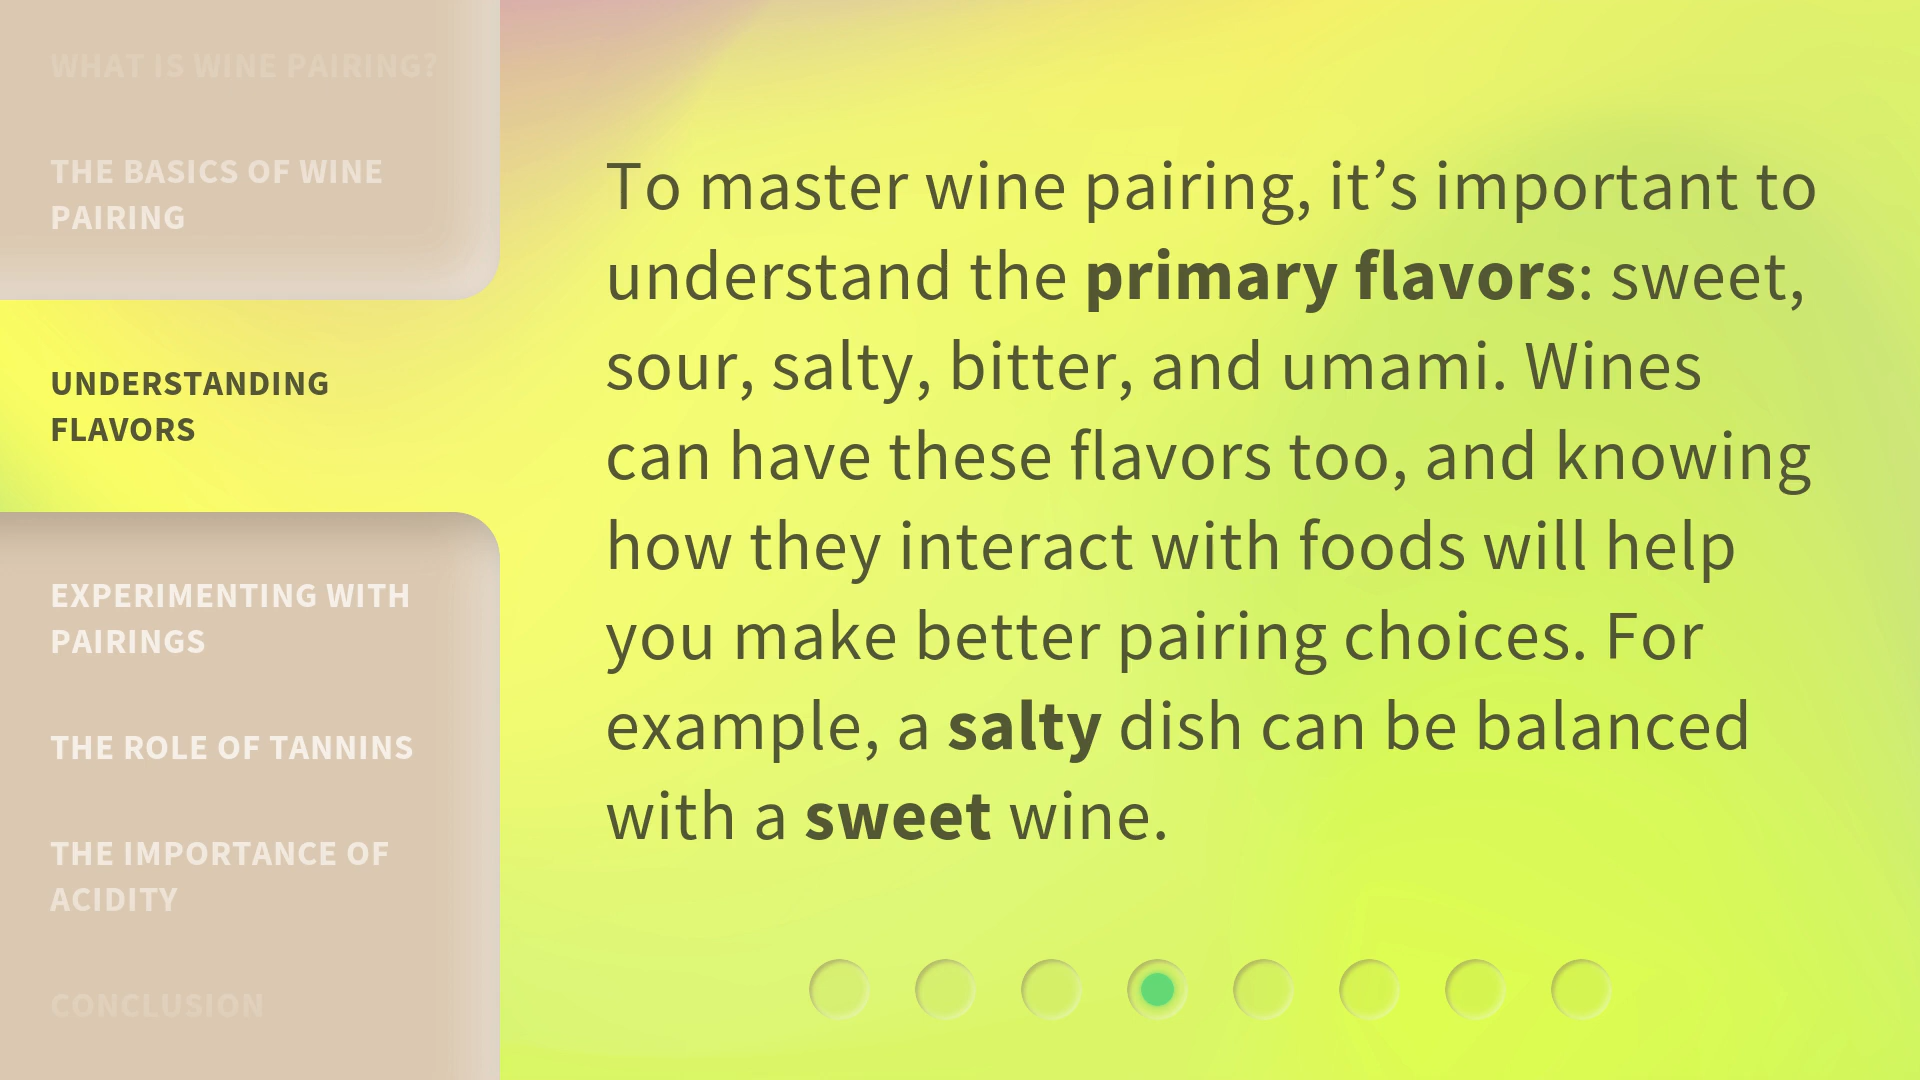 WHAT IS WINE PAIRING?
THE BASICS OF WINE
PAIRING
UNDERSTANDING
FLAVORS
EXPERIMENTING WITH
PAIRINGS
THE ROLE OF TANNINS
THE IMPORTANCE OF
ACIDITY
CONCLUSION
To master wine pairing, it’s important to
understand the primary flavors: sweet,
sour, salty, bitter, and umami. Wines
can have these flavors too, and knowing
how they interact with foods will help
you make better pairing choices. For
example, a salty dish can be balanced
with a sweet wine.